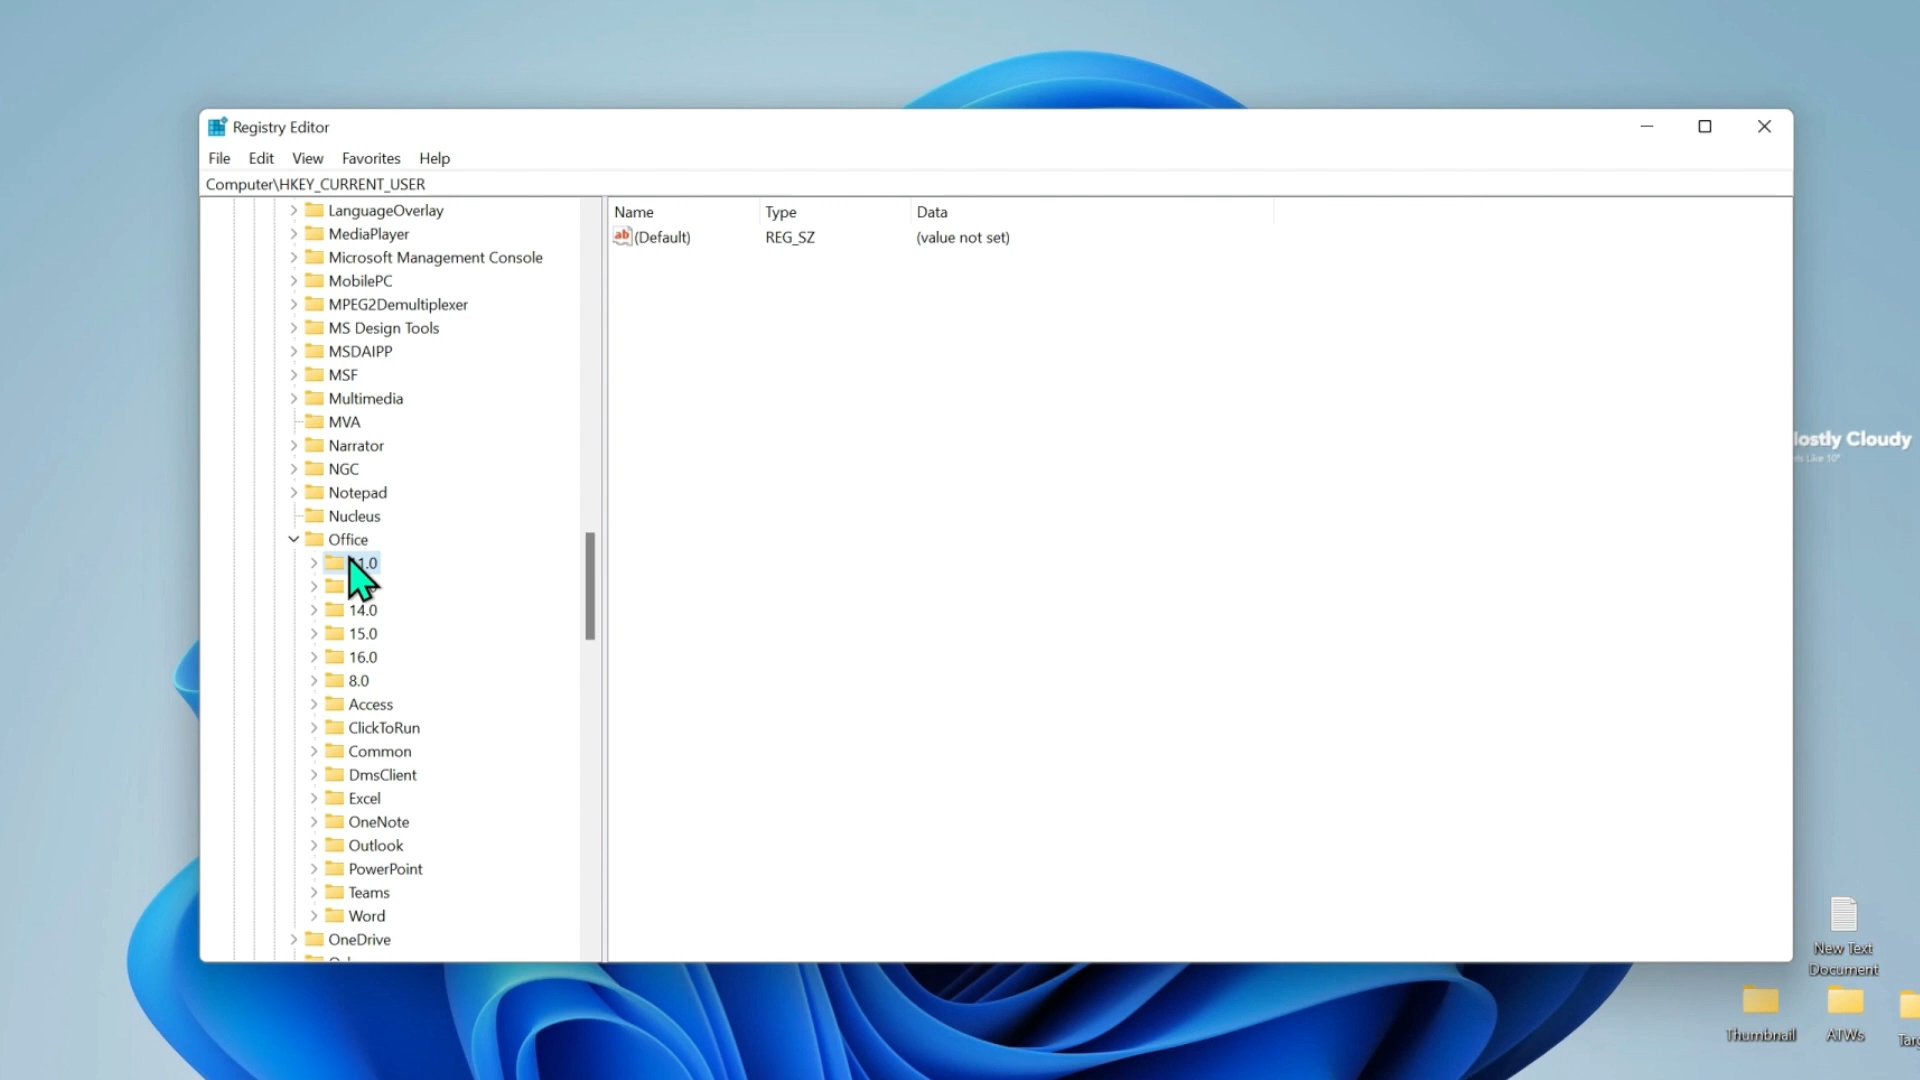 Registry Editor
File Edit View Favorites Help
Computer\HKEY_CURRENT_USER
LanguageOverlay
MediaPlayer
Microsoft Management Console
MobilePC
MPEG2Demultiplexer
MS Design Tools
MSDAIPP
MSF
Multimedia
MVA
Narrator
NGC
Notepad
Nucleus
Office
14.0
15.0
16.0
8.0
Access
ClickToRun
Common
DmsClient
Excel
OneNote
Outlook
PowerPoint
Teams
Word
OneDrive
Name Type Data
(Default) REG_SZ (value not set)
Cloudy
Like 10°
New Text
Document
Thumbnail ATWs